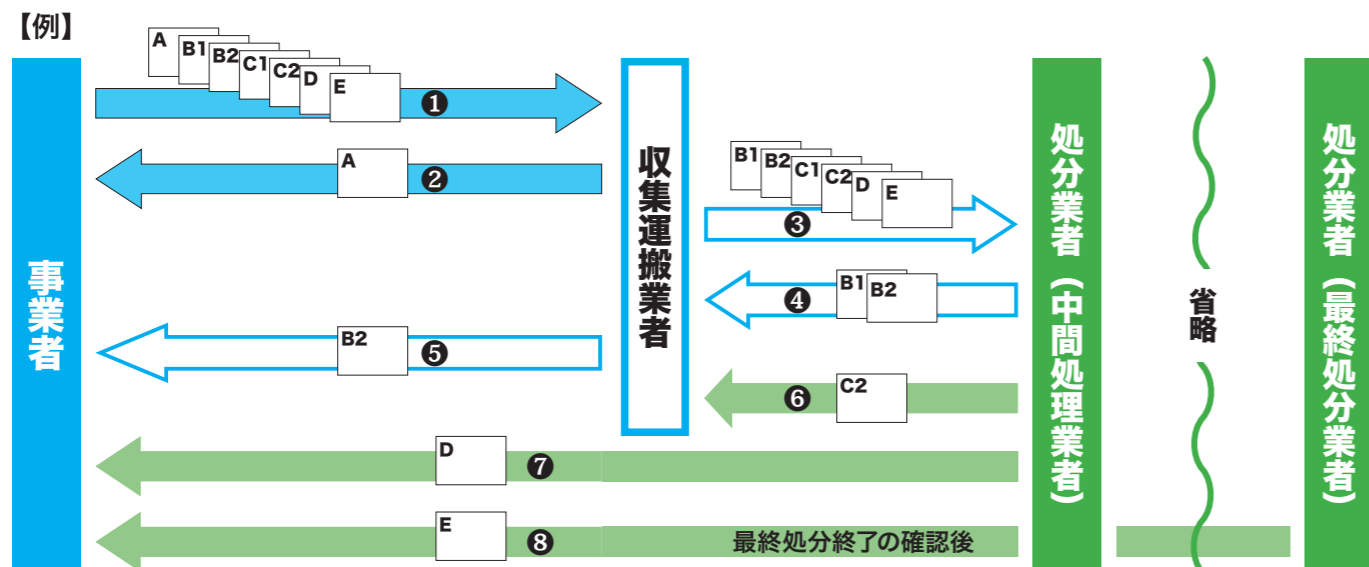 【例】
A
B1
B2
C1
C2
D
E
❶
A
❷
事業者
収集運搬業者
B1
B2
C1
C2
D
E
❸
❹
B1
B2
B2
❺
❻
C2
D
❼
E
❽
最終処分終了の確認後
処分業者（中間処理業者）
省略
処分業者（最終処分業者）